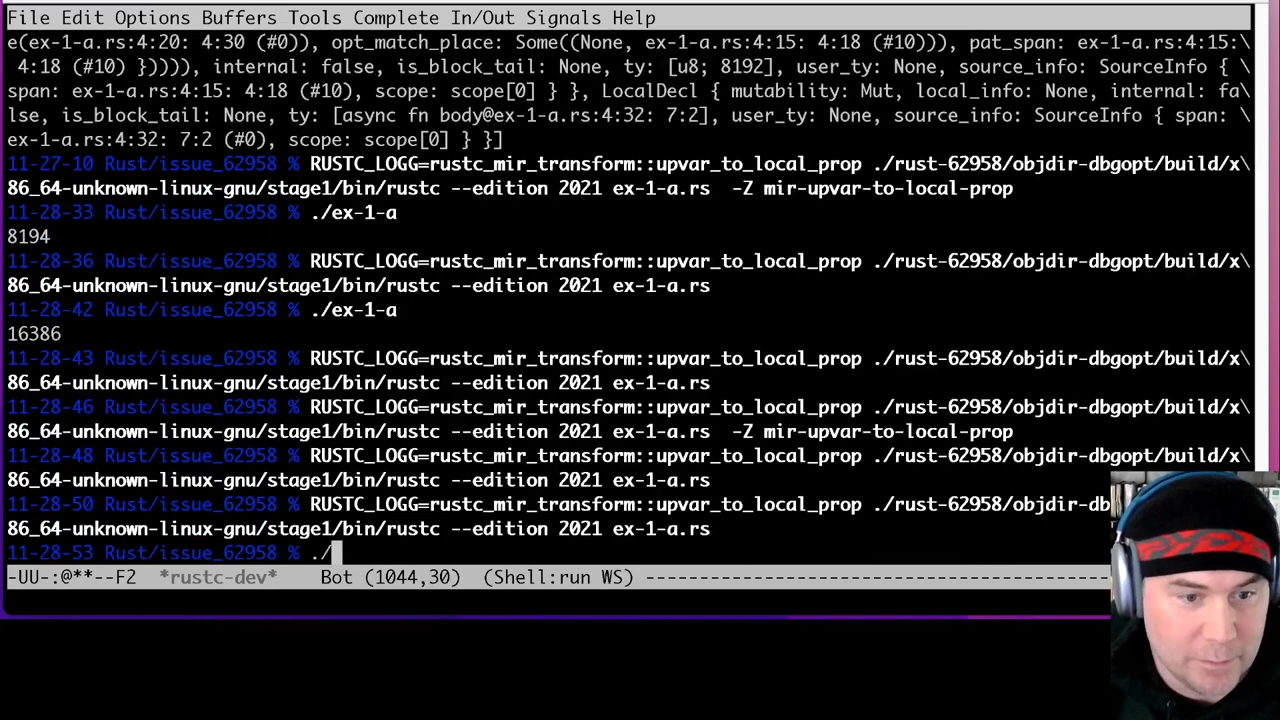 File Edit Options Buffers Tools Complete In/Out Signals Help
e(ex-1-a.rs:4:20: 4:30 (#0)), opt_match_place: Some((None, ex-1-a.rs:4:15: 4:18 (#10))), pat_span: ex-1-a.rs:4:15:\
 4:18 (#10) })))), internal: false, is_block_tail: None, ty: [u8; 8192], user_ty: None, source_info: SourceInfo { \
span: ex-1-a.rs:4:15: 4:18 (#10), scope: scope[0] } }, LocalDecl { mutability: Mut, local_info: None, internal: fa\
lse, is_block_tail: None, ty: [async fn body@ex-1-a.rs:4:32: 7:2], user_ty: None, source_info: SourceInfo { span: \
ex-1-a.rs:4:32: 7:2 (#0), scope: scope[0] } }]
11-27-10 Rust/issue_62958 % RUSTC_LOGG=rustc_mir_transform::upvar_to_local_prop ./rust-62958/objdir-dbgopt/build/x\
86_64-unknown-linux-gnu/stage1/bin/rustc --edition 2021 ex-1-a.rs  -Z mir-upvar-to-local-prop
11-28-33 Rust/issue_62958 % ./ex-1-a
8194
11-28-36 Rust/issue_62958 % RUSTC_LOGG=rustc_mir_transform::upvar_to_local_prop ./rust-62958/objdir-dbgopt/build/x\
86_64-unknown-linux-gnu/stage1/bin/rustc --edition 2021 ex-1-a.rs
11-28-42 Rust/issue_62958 % ./ex-1-a
16386
11-28-43 Rust/issue_62958 % RUSTC_LOGG=rustc_mir_transform::upvar_to_local_prop ./rust-62958/objdir-dbgopt/build/x\
86_64-unknown-linux-gnu/stage1/bin/rustc --edition 2021 ex-1-a.rs
11-28-46 Rust/issue_62958 % RUSTC_LOGG=rustc_mir_transform::upvar_to_local_prop ./rust-62958/objdir-dbgopt/build/x\
86_64-unknown-linux-gnu/stage1/bin/rustc --edition 2021 ex-1-a.rs  -Z mir-upvar-to-local-prop
11-28-48 Rust/issue_62958 % RUSTC_LOGG=rustc_mir_transform::upvar_to_local_prop ./rust-62958/objdir-dbgopt/build/x\
86_64-unknown-linux-gnu/stage1/bin/rustc --edition 2021 ex-1-a.rs
11-28-50 Rust/issue_62958 % RUSTC_LOGG=rustc_mir_transform::upvar_to_local_prop ./rust-62958/objdir-db
86_64-unknown-linux-gnu/stage1/bin/rustc --edition 2021 ex-1-a.rs
11-28-53 Rust/issue_62958 % ./
-UU-:@**--F2  *rustc-dev*    Bot (1044,30)  (Shell:run WS) ---------------------------------------